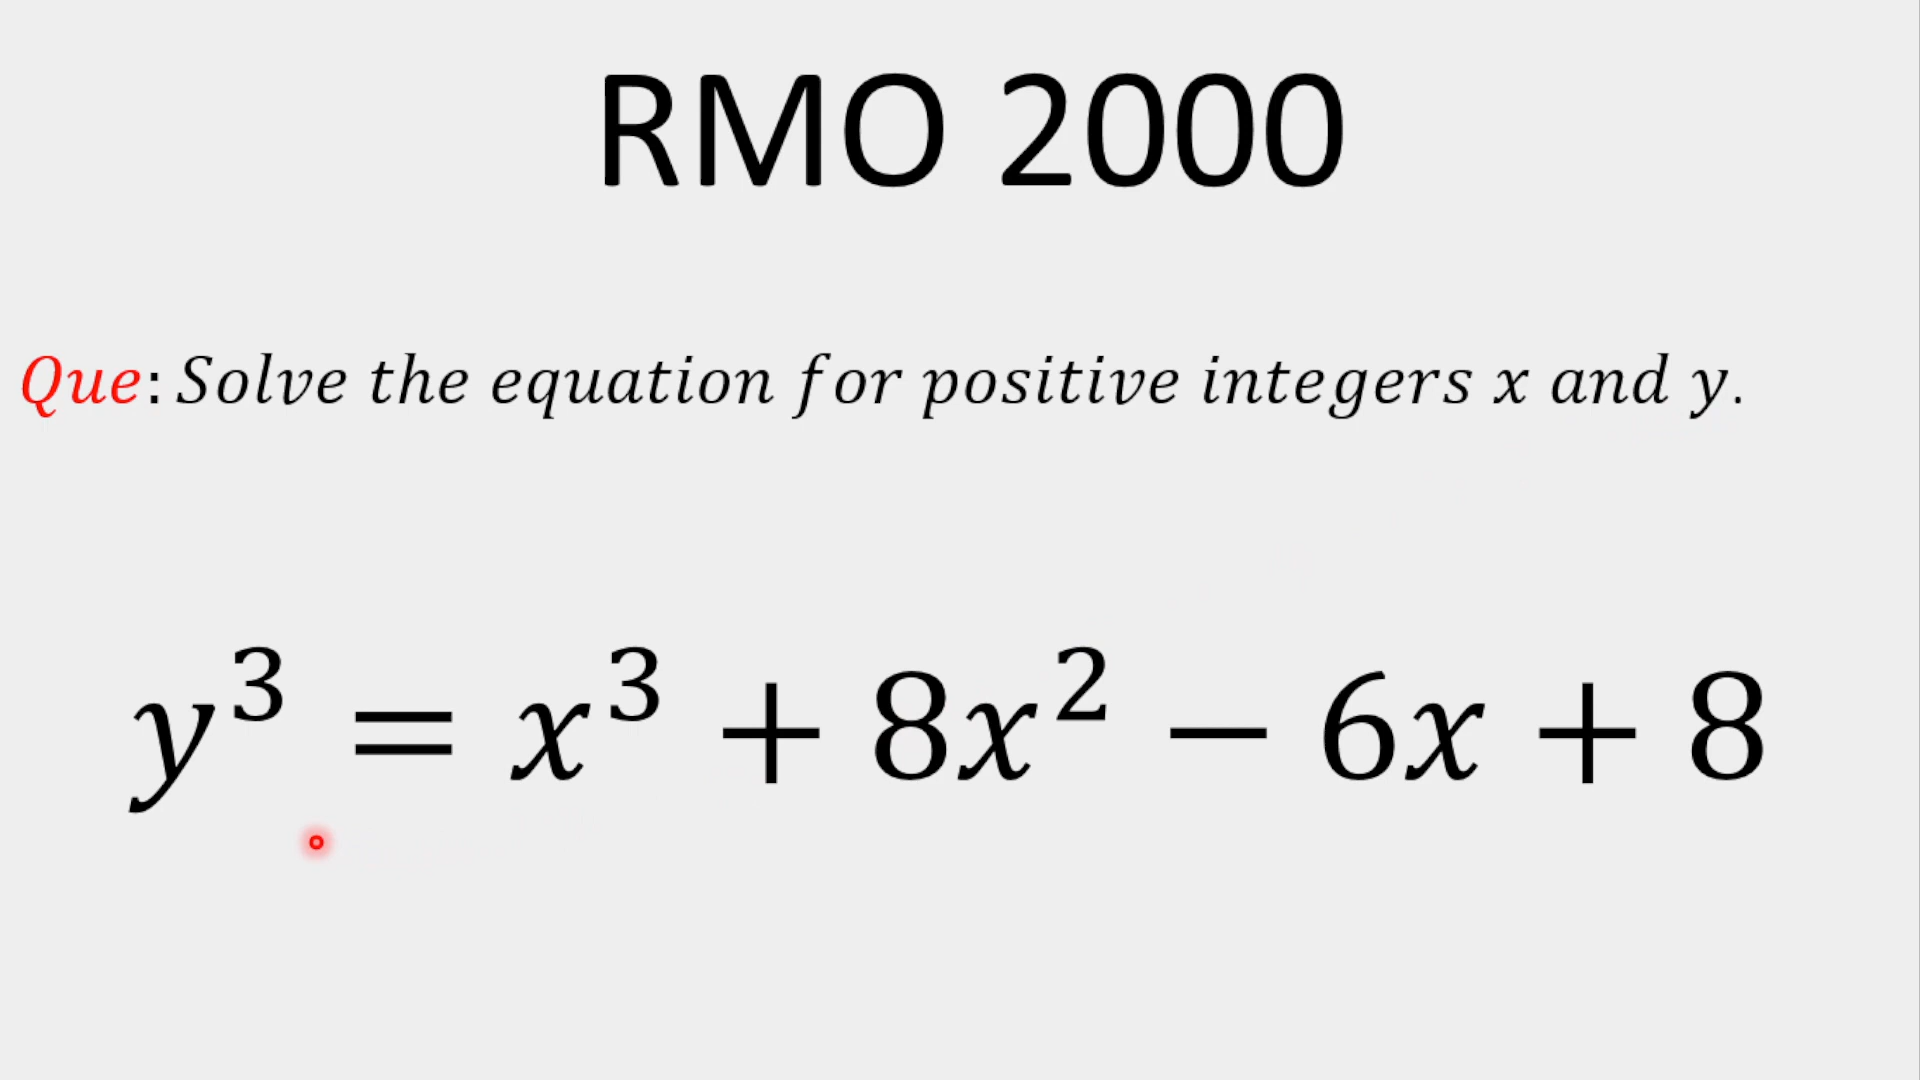 RMO 2000
Que: Solve the equation for positive integers x and y.
y³ = x³ + 8x² − 6x + 8